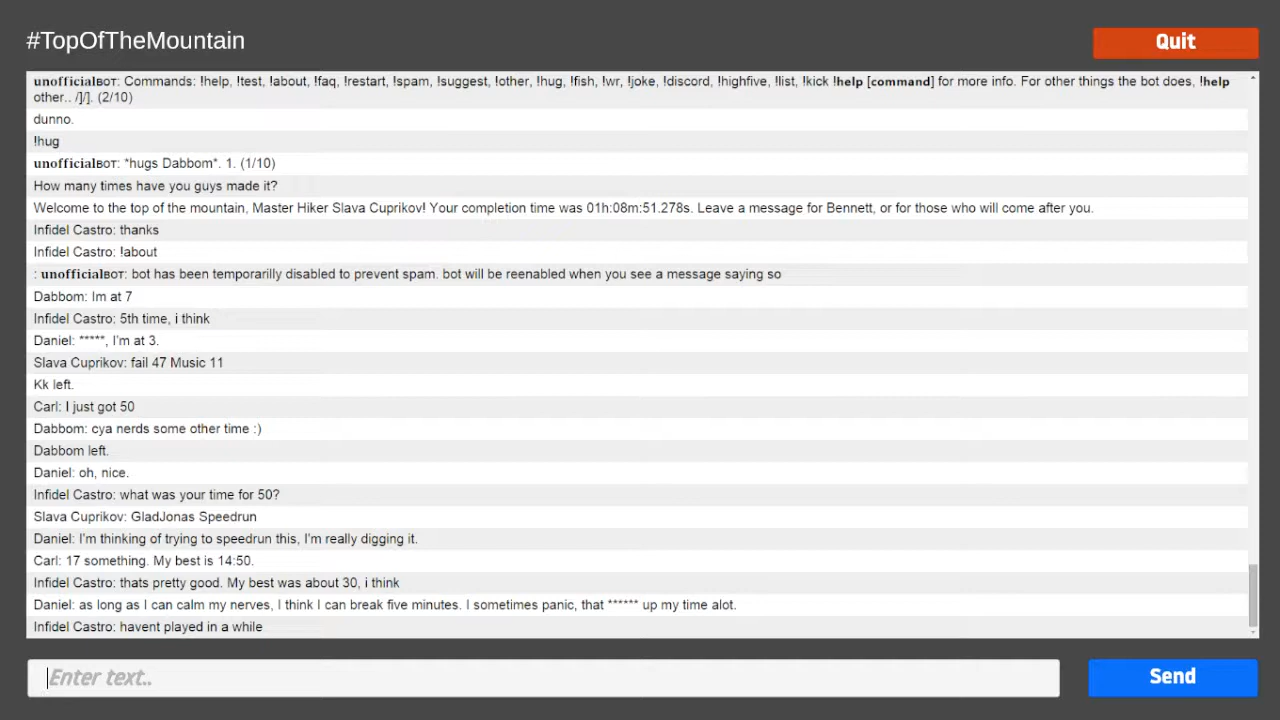 #TopOfTheMountain
Quit
unofficialBOT: Commands: !help, !test, !about, !faq, !restart, !spam, !suggest, !other, !hug, !fish, !wr, !joke, !discord, !highfive, !list, !kick !help [command] for more info. For other things the bot does, !help
other.. /]/]. (2/10)
dunno.
!hug
unofficialBOT: *hugs Dabbom*. 1. (1/10)
How many times have you guys made it?
Welcome to the top of the mountain, Master Hiker Slava Cuprikov! Your completion time was 01h:08m:51.278s. Leave a message for Bennett, or for those who will come after you.
Infidel Castro: thanks
Infidel Castro: !about
: unofficialBOT: bot has been temporarilly disabled to prevent spam. bot will be reenabled when you see a message saying so
Dabbom: Im at 7
Infidel Castro: 5th time, i think
Daniel: *****, I'm at 3.
Slava Cuprikov: fail 47 Music 11
Kk left.
Carl: I just got 50
Dabbom: cya nerds some other time :)
Dabbom left.
Daniel: oh, nice.
Infidel Castro: what was your time for 50?
Slava Cuprikov: GladJonas Speedrun
Daniel: I'm thinking of trying to speedrun this, I'm really digging it.
Carl: 17 something. My best is 14:50.
Infidel Castro: thats pretty good. My best was about 30, i think
Daniel: as long as I can calm my nerves, I think I can break five minutes. I sometimes panic, that ****** up my time alot.
Infidel Castro: havent played in a while
Enter text..
Send